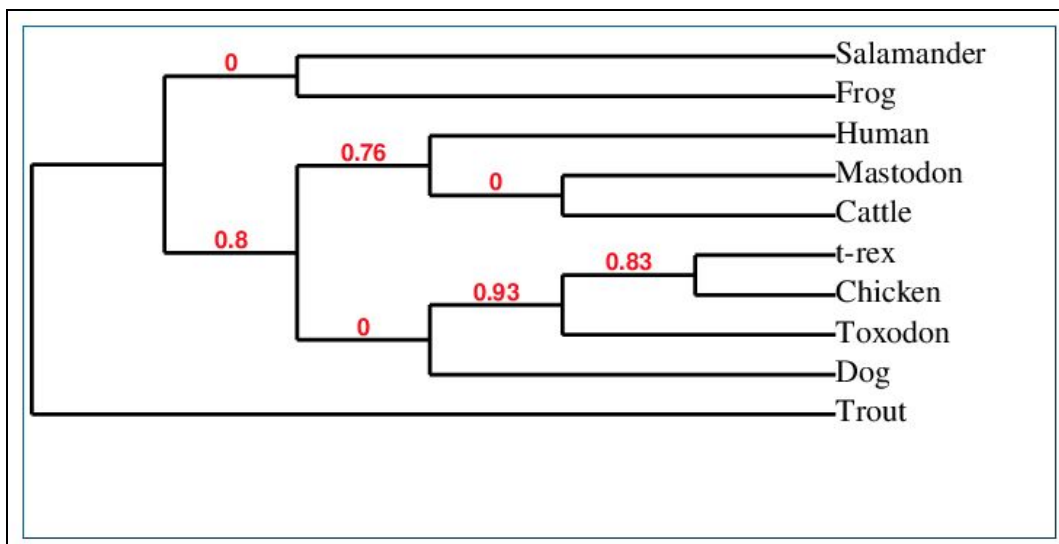 Salamander
0
Frog
Human
0.76
Mastodon
0
Cattle
0.8
t-rex
0.83
Chicken
0.93
Toxodon
0
Dog
Trout